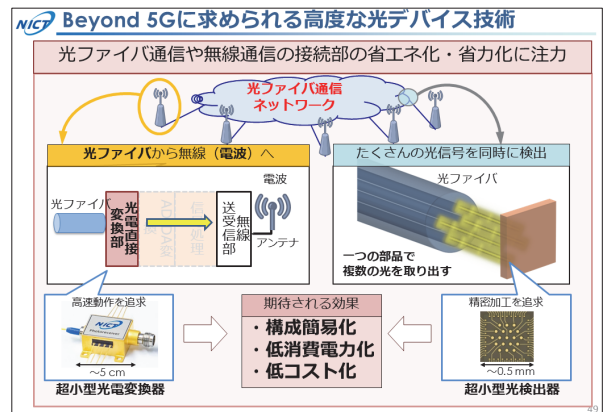 NICT
Beyond 5Gに求められる高度な光デバイス技術
光ファイバ通信や無線通信の接続部の省エネ化・省力化に注力
光ファイバ通信
ネットワーク
光ファイバから無線（電波）へ
光ファイバ
光電直接
変換部
無線
送受信部
電波
アンテナ
たくさんの光信号を同時に検出
光ファイバ
一つの部品で
複数の光を取り出す
高速動作を追求
NICT
～5 cm
超小型光電変換器
期待される効果
・構成簡易化
・低消費電力化
・低コスト化
精密加工を追求
～0.5 mm
超小型光検出器
49